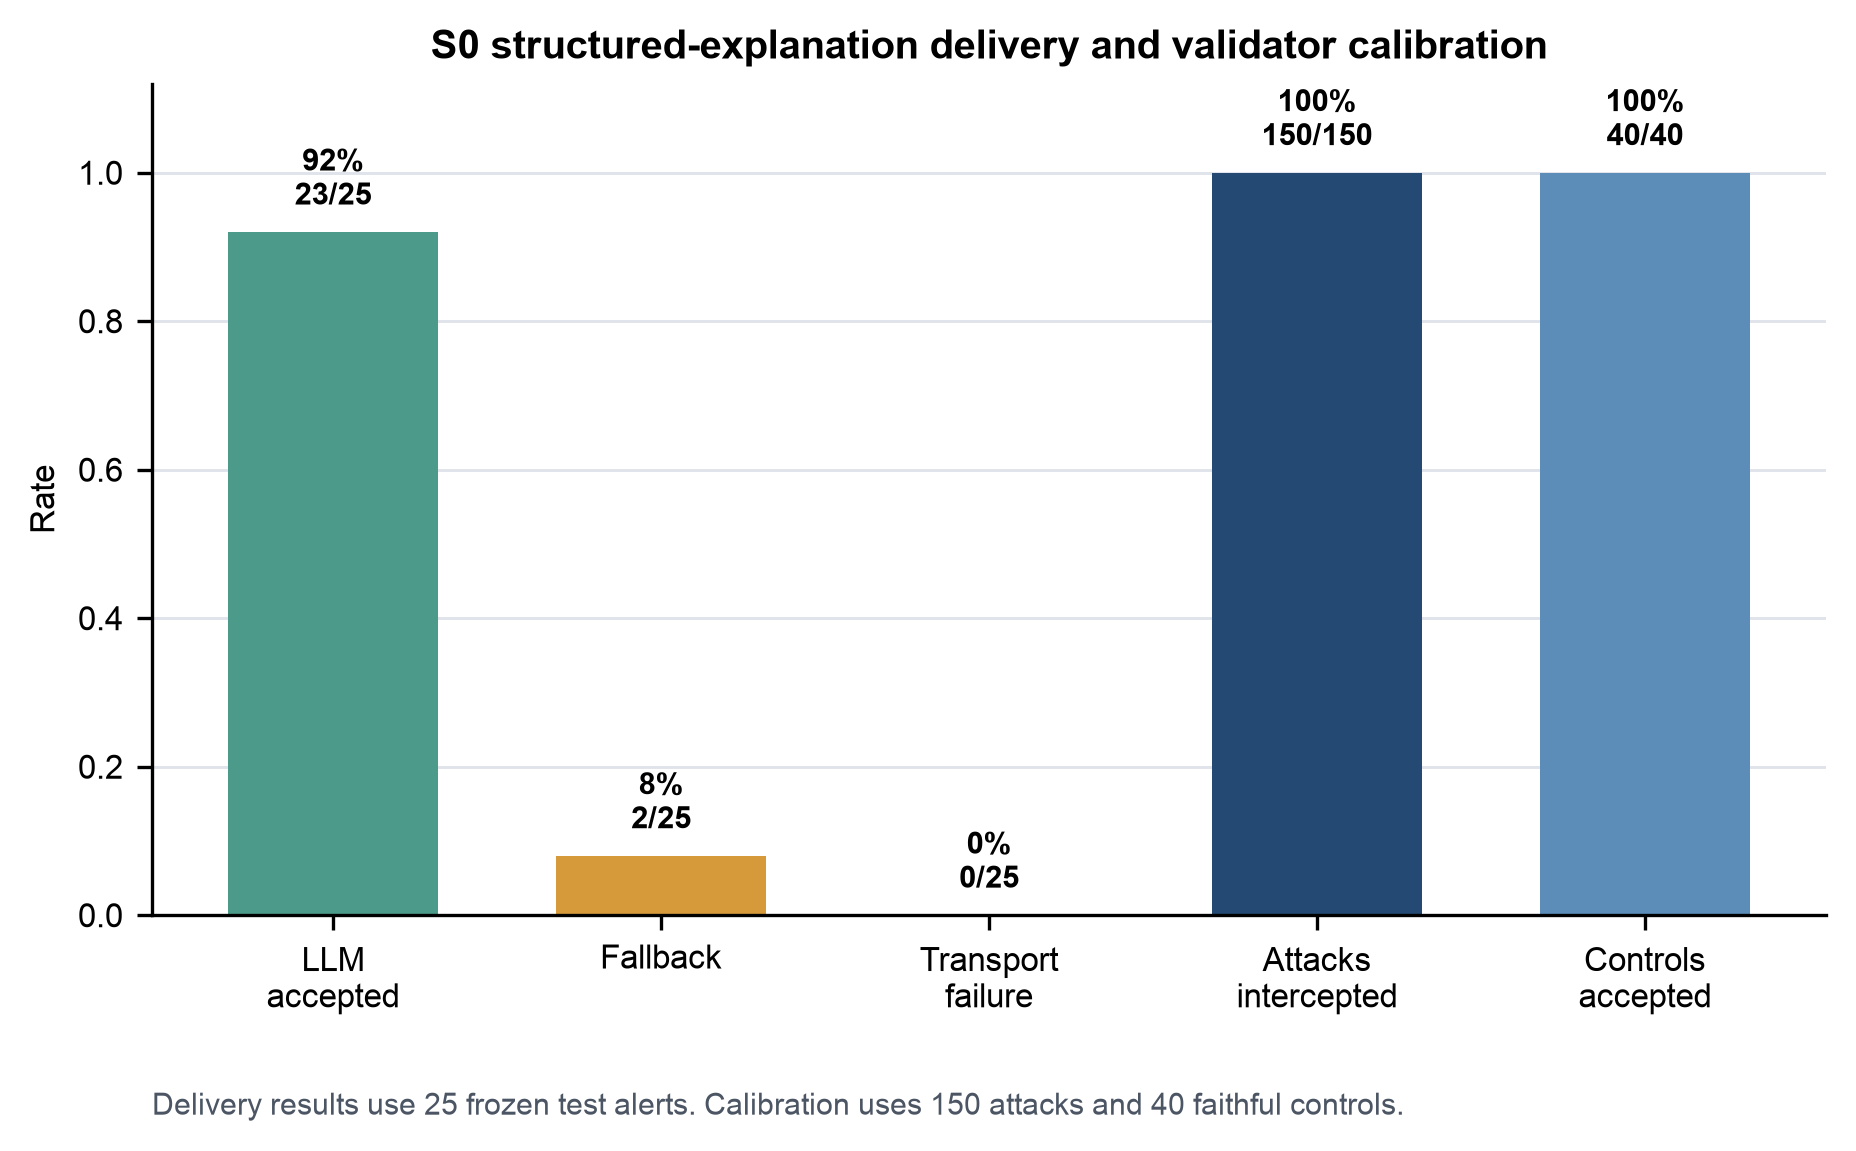 S0 structured-explanation delivery and validator calibration
Rate
1.0
0.8
0.6
0.4
0.2
0.0
92%
23/25
8%
2/25
0%
0/25
100%
150/150
100%
40/40
LLM
accepted
Fallback
Transport
failure
Attacks
intercepted
Controls
accepted
Delivery results use 25 frozen test alerts. Calibration uses 150 attacks and 40 faithful controls.